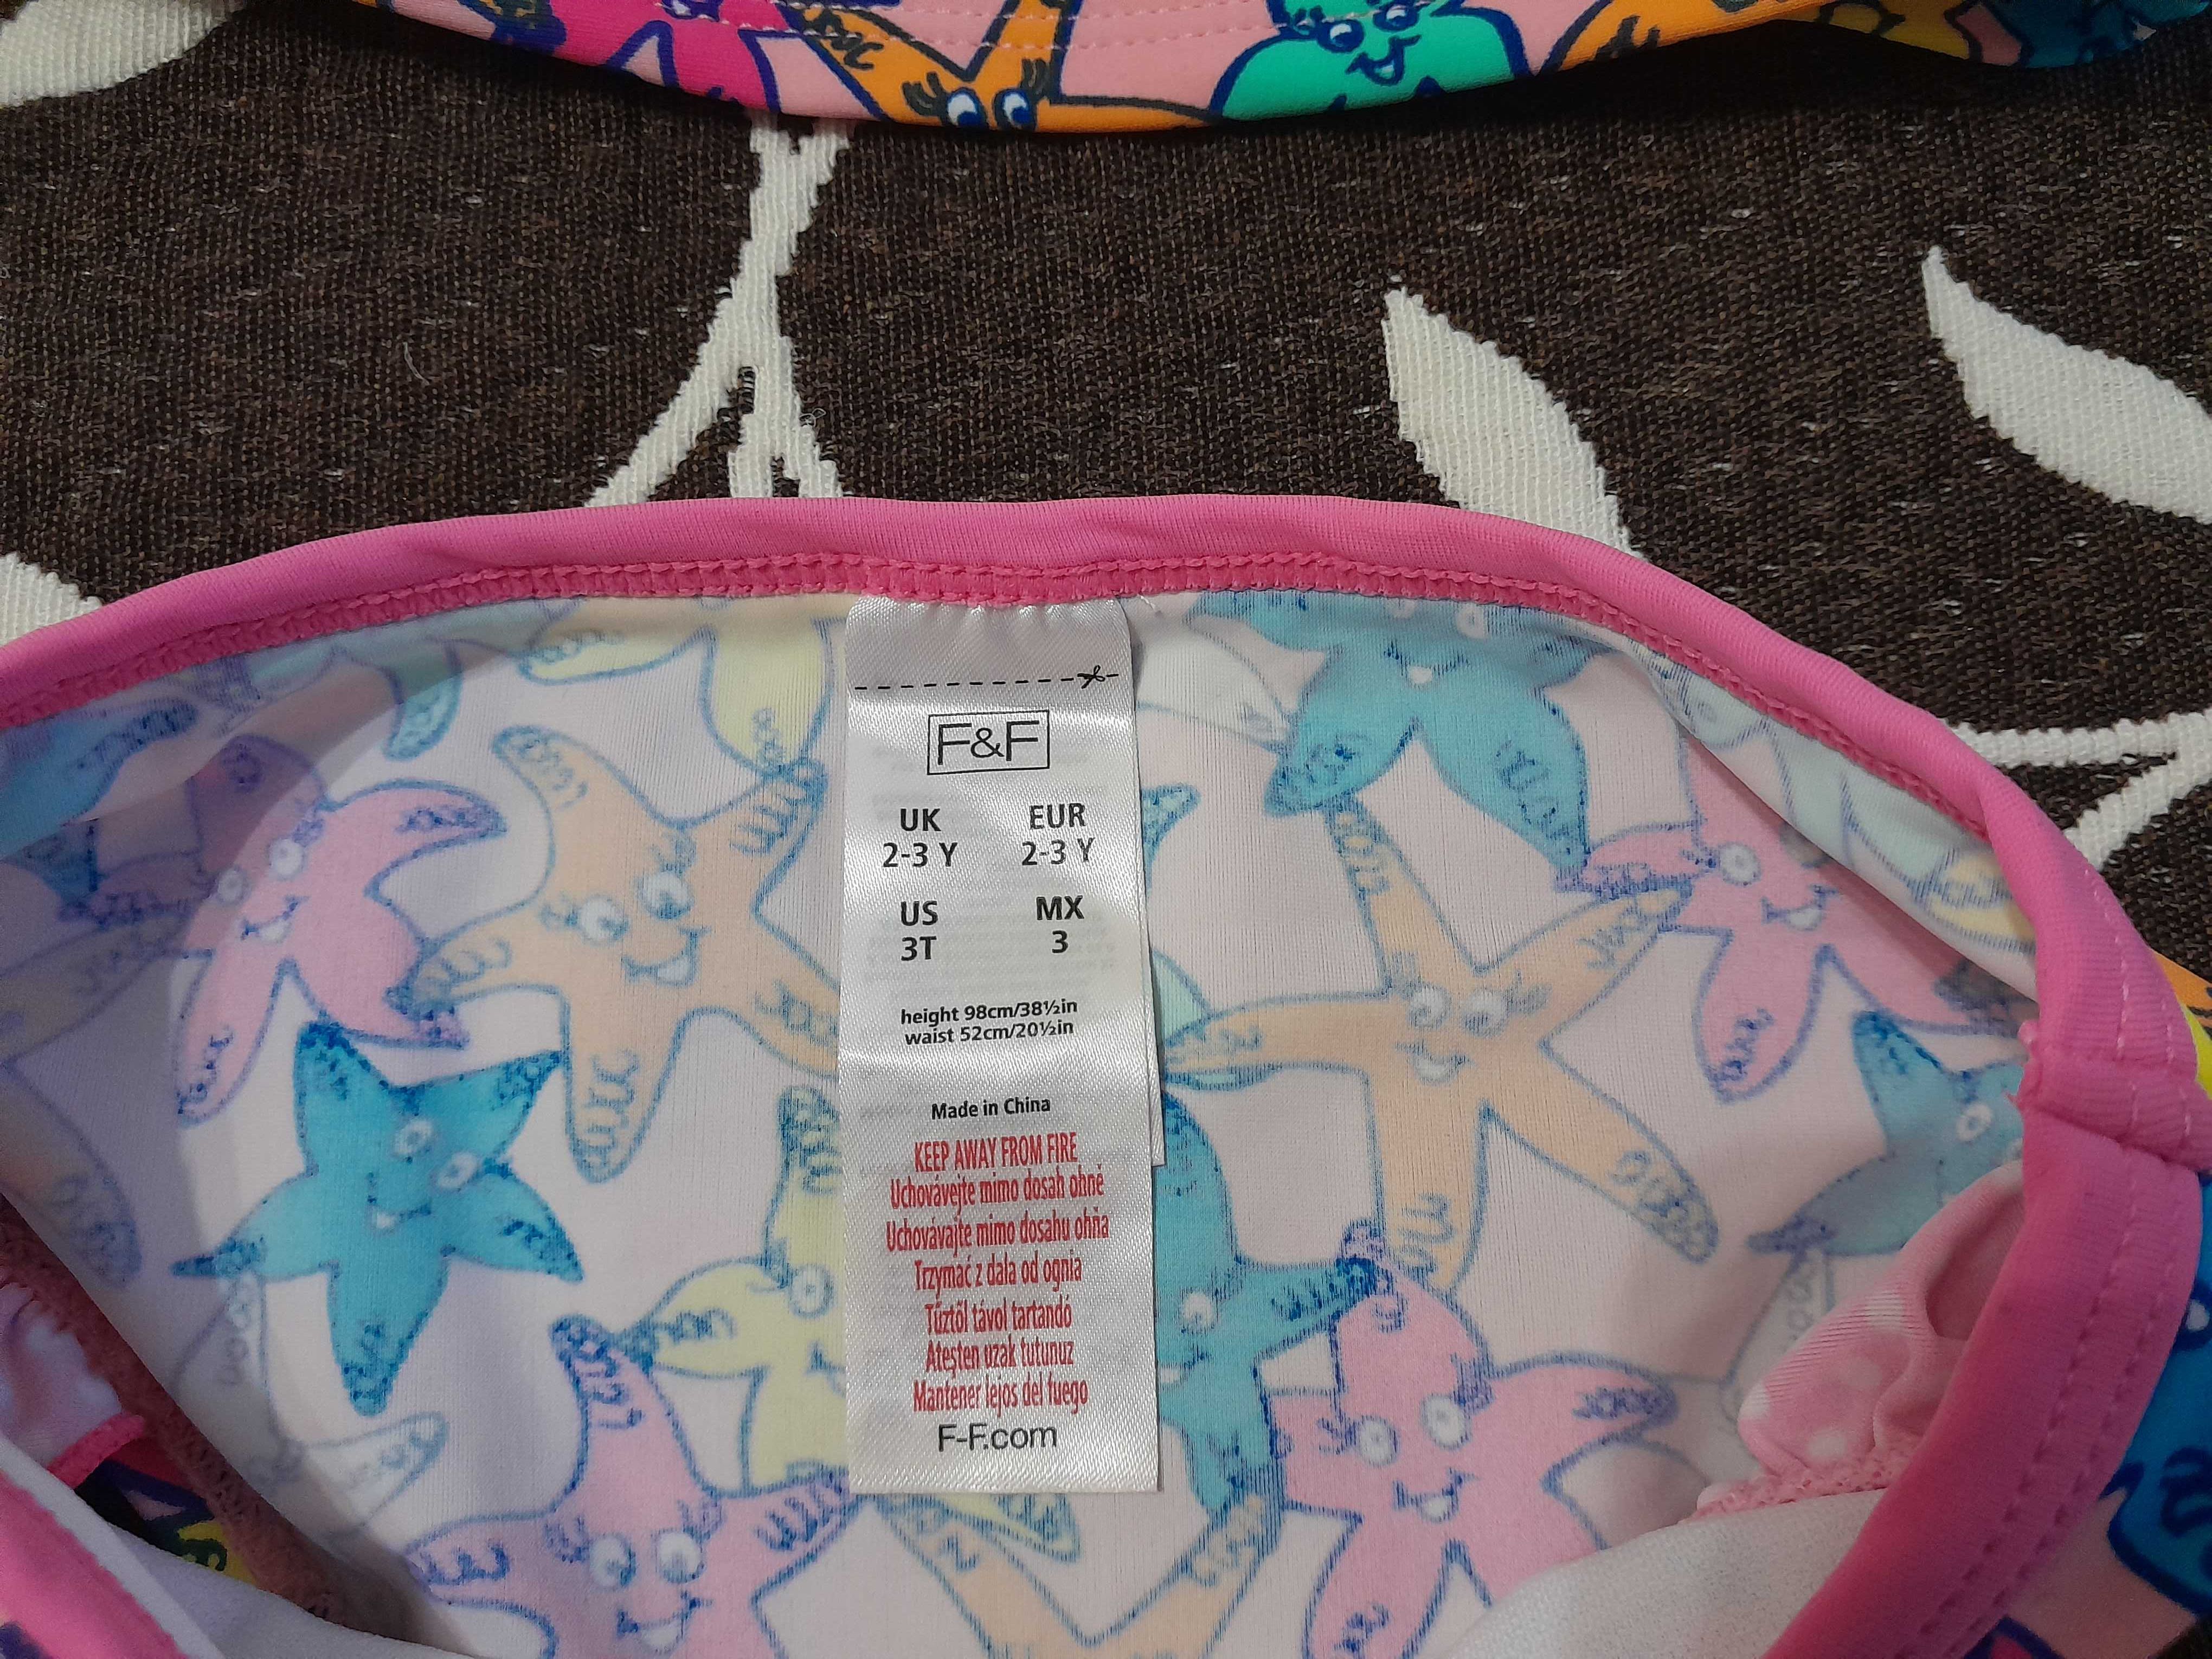 F&F
UK EUR
2-3 Y 2-3 Y
US MX
3T 3
height 98cm/38½in
waist 52cm/20½in
Made in China
KEEP AWAY FROM FIRE
Uchovávejte mimo dosah ohně
Uchovávajte mimo dosahu ohňa
Trzymać z dala od ognia
Tűztől távol tartandó
Ateşten uzak tutunuz
Mantener lejos del fuego
F-F.com